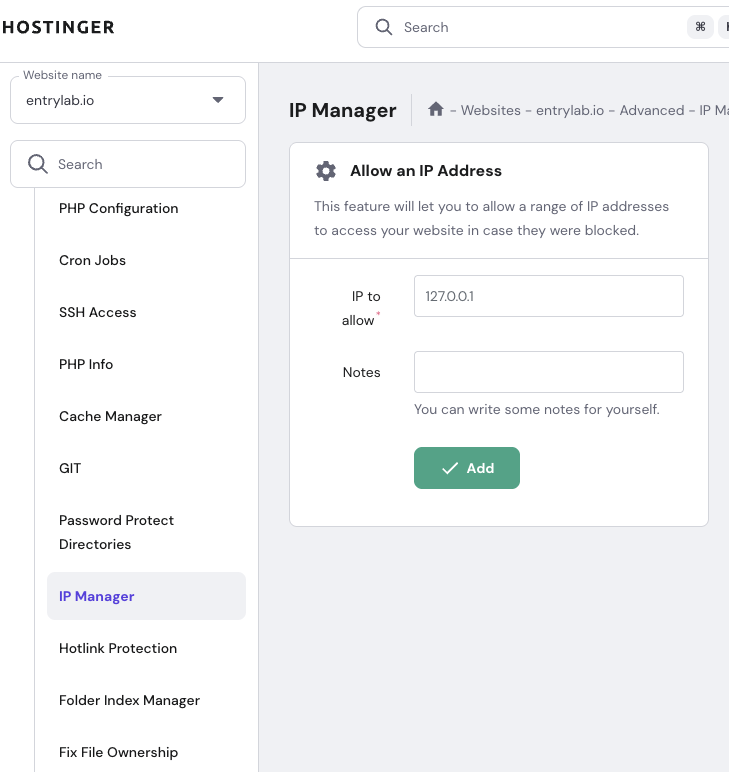 HOSTINGER
Search
⌘
Website name
entrylab.io
Search
PHP Configuration
Cron Jobs
SSH Access
PHP Info
Cache Manager
GIT
Password Protect
Directories
IP Manager
Hotlink Protection
Folder Index Manager
Fix File Ownership
IP Manager
- Websites - entrylab.io - Advanced - IP Ma
Allow an IP Address
This feature will let you to allow a range of IP addresses
to access your website in case they were blocked.
IP to
allow*
127.0.0.1
Notes
You can write some notes for yourself.
Add